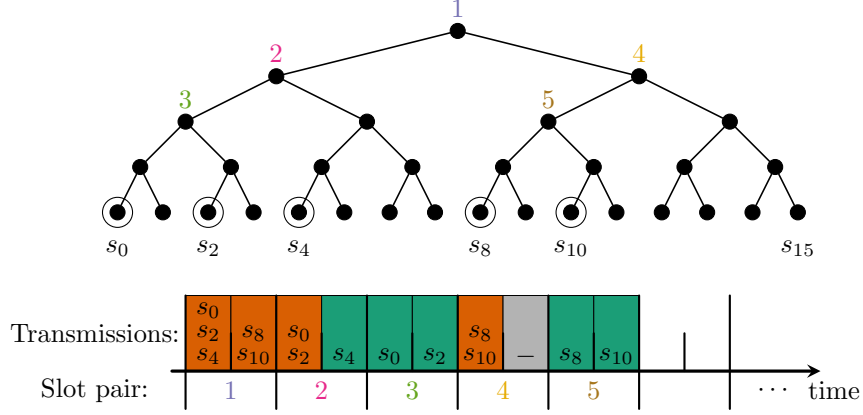 1
2 4
3 5
s0 s2 s4 s8 s10 s15
s0
Transmissions: s2 s8 s0 s8
s4 s10 s2 s4 s0 s2 s10 − s8 s10
Slot pair: 1 2 3 4 5 ⋯ time